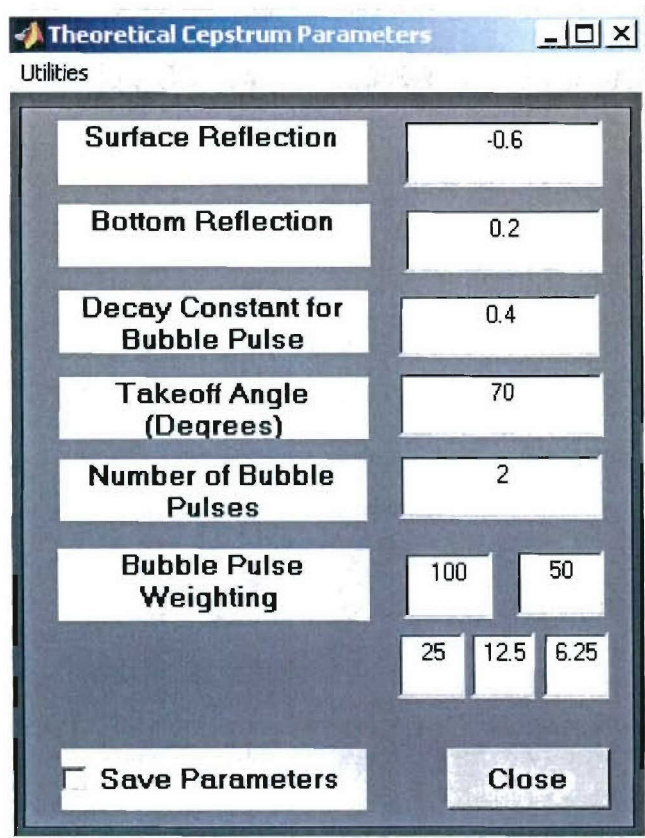 Theoretical Cepstrum Parameters
Utilities
Surface Reflection
-0.6
Bottom Reflection
0.2
Decay Constant for
Bubble Pulse
0.4
Takeoff Angle
(Degrees)
70
Number of Bubble
Pulses
2
Bubble Pulse
Weighting
100 50
25 12.5 6.25
Save Parameters
Close